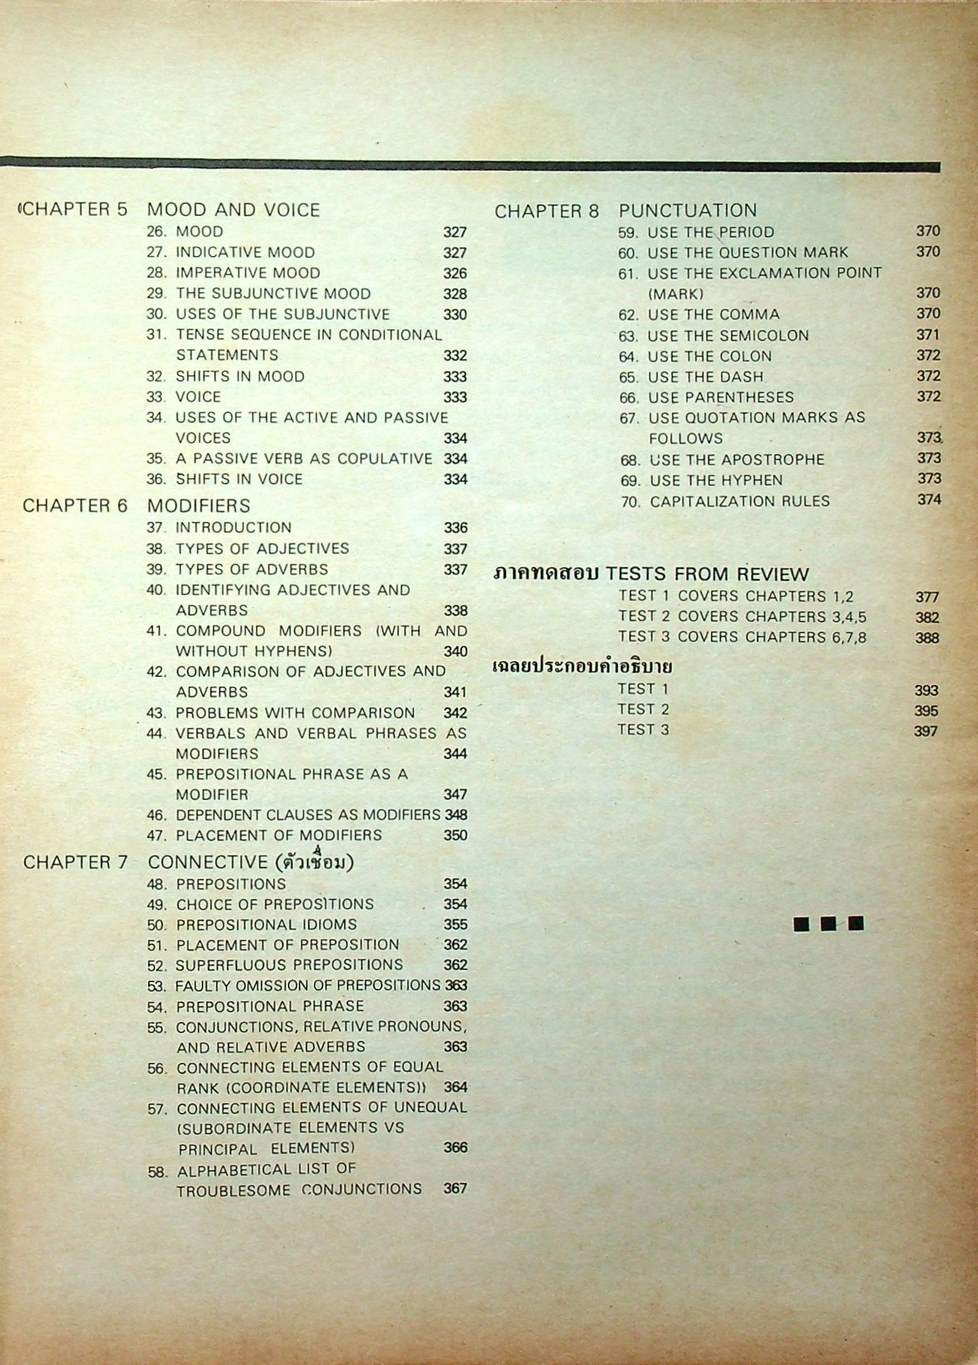 CHAPTER 5 MOOD AND VOICE
26. MOOD 327
27. INDICATIVE MOOD 327
28. IMPERATIVE MOOD 326
29. THE SUBJUNCTIVE MOOD 328
30. USES OF THE SUBJUNCTIVE 330
31. TENSE SEQUENCE IN CONDITIONAL
STATEMENTS 332
32. SHIFTS IN MOOD 333
33. VOICE 333
34. USES OF THE ACTIVE AND PASSIVE
VOICES 334
35. A PASSIVE VERB AS COPULATIVE 334
36. SHIFTS IN VOICE 334
CHAPTER 6 MODIFIERS
37. INTRODUCTION 336
38. TYPES OF ADJECTIVES 337
39. TYPES OF ADVERBS 337
40. IDENTIFYING ADJECTIVES AND
ADVERBS 338
41. COMPOUND MODIFIERS (WITH AND
WITHOUT HYPHENS) 340
42. COMPARISON OF ADJECTIVES AND
ADVERBS 341
43. PROBLEMS WITH COMPARISON 342
44. VERBALS AND VERBAL PHRASES AS
MODIFIERS 344
45. PREPOSITIONAL PHRASE AS A
MODIFIER 347
46. DEPENDENT CLAUSES AS MODIFIERS 348
47. PLACEMENT OF MODIFIERS 350
CHAPTER 7 CONNECTIVE (ตัวเชื่อม)
48. PREPOSITIONS 354
49. CHOICE OF PREPOSITIONS 354
50. PREPOSITIONAL IDIOMS 355
51. PLACEMENT OF PREPOSITION 362
52. SUPERFLUOUS PREPOSITIONS 362
53. FAULTY OMISSION OF PREPOSITIONS 363
54. PREPOSITIONAL PHRASE 363
55. CONJUNCTIONS, RELATIVE PRONOUNS,
AND RELATIVE ADVERBS 363
56. CONNECTING ELEMENTS OF EQUAL
RANK (COORDINATE ELEMENTS)) 364
57. CONNECTING ELEMENTS OF UNEQUAL
(SUBORDINATE ELEMENTS VS
PRINCIPAL ELEMENTS) 366
58. ALPHABETICAL LIST OF
TROUBLESOME CONJUNCTIONS 367
CHAPTER 8 PUNCTUATION
59. USE THE PERIOD 370
60. USE THE QUESTION MARK 370
61. USE THE EXCLAMATION POINT
(MARK) 370
62. USE THE COMMA 370
63. USE THE SEMICOLON 371
64. USE THE COLON 372
65. USE THE DASH 372
66. USE PARENTHESES 372
67. USE QUOTATION MARKS AS
FOLLOWS 373
68. USE THE APOSTROPHE 373
69. USE THE HYPHEN 373
70. CAPITALIZATION RULES 374
ภาคทดสอบ TESTS FROM REVIEW
TEST 1 COVERS CHAPTERS 1,2 377
TEST 2 COVERS CHAPTERS 3,4,5 382
TEST 3 COVERS CHAPTERS 6,7,8 388
เฉลยประกอบคำอธิบาย
TEST 1 393
TEST 2 395
TEST 3 397